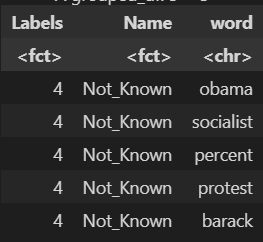 Labels Name word
<fct> <fct> <chr>
4 Not_Known obama
4 Not_Known socialist
4 Not_Known percent
4 Not_Known protest
4 Not_Known barack